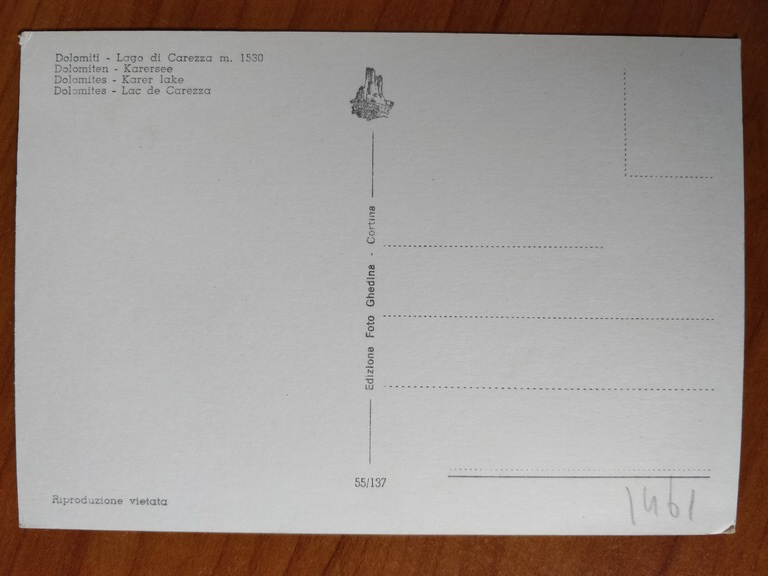 Dolomiti - Lago di Carezza m. 1530
Dolomiten - Karersee
Dolomites - Karer lake
Dolomites - Lac de Carezza
Edizione Foto Ghedina - Cortina
55/137
Riproduzione vietata
1461